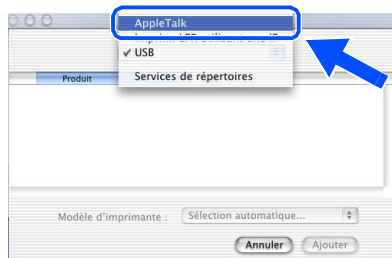 AppleTalk
USB
Services de répertoires
Produit
Modèle d'imprimante :
Sélection automatique...
Annuler
Ajouter